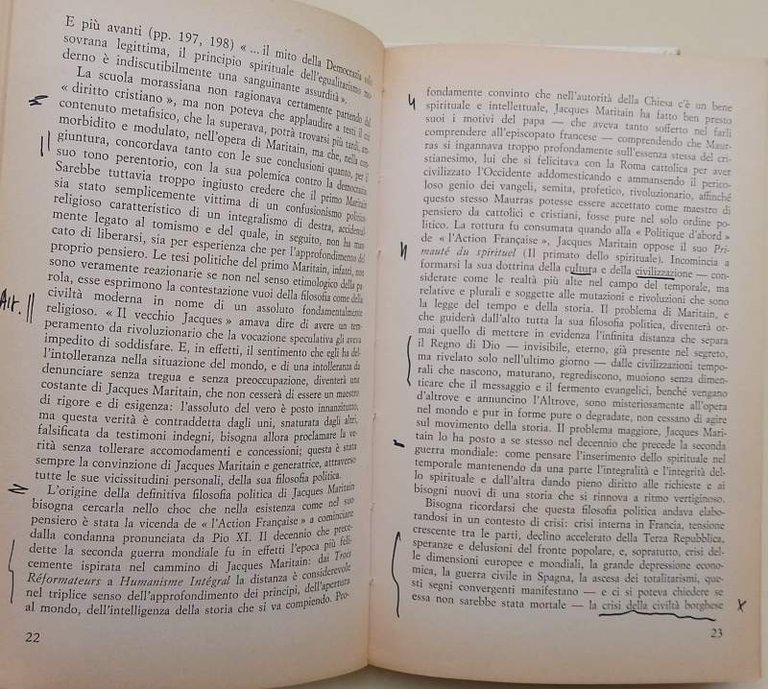 E più avanti (pp. 197, 198) « ... il mito della Democrazia
sovrana legittima, il principio spirituale dell'egualitarismo mo-
derno è indiscutibilmente una sanguinante assurdità ».
La scuola morassiana non ragionava certamente partendo dal
« diritto cristiano », ma non poteva che applaudire a testi il cui
contenuto metafisico, che la superava, potrà trovarsi più tardi, am-
morbidito e modulato, nell'opera di Maritain, ma che, nella con-
giuntura, concordava tanto con le sue conclusioni quanto, per il
suo tono perentorio, con la sua polemica contro la democrazia.
Sarebbe tuttavia troppo ingiusto credere che il primo Maritain
sia stato semplicemente vittima di un confusionismo politico-
religioso caratteristico di un integralismo di destra, accidental-
mente legato al tomismo e del quale, in seguito, non ha man-
cato di liberarsi, sia per esperienza che per l'approfondimento del
proprio pensiero. Le tesi politiche del primo Maritain, infatti, non
sono veramente reazionarie se non nel senso etimologico della pa-
rola, esse esprimono la contestazione vuoi della filosofia come della
civiltà moderna in nome di un assoluto fondamentalmente
religioso. « Il vecchio Jacques » amava dire di avere un tem-
peramento da rivoluzionario che la vocazione speculativa gli aveva
impedito di soddisfare. E, in effetti, il sentimento che egli ha del-
l'intolleranza nella situazione del mondo, e di una intolleranza da
denunciare senza tregua e senza preoccupazione, diventerà una
costante di Jacques Maritain, che non cesserà di essere un maestro
di rigore e di esigenza: l'assoluto del vero è posto innanzitutto,
ma questa verità è contraddetta dagli uni, snaturata dagli altri,
falsificata da testimoni indegni, bisogna allora proclamare la ve-
rità senza tollerare accomodamenti e concessioni; questa è stata
sempre la convinzione di Jacques Maritain e generatrice, attraverso
tutte le sue vicissitudini personali, della sua filosofia politica.
L'origine della definitiva filosofia politica di Jacques Maritain
bisogna cercarla nello choc che nella esistenza come nel suo
pensiero è stata la vicenda de « l'Action Française » a cominciare
dalla condanna pronunciata da Pio XI. Il decennio che prece-
dette la seconda guerra mondiale fu in effetti l'epoca più feli-
cemente ispirata nel cammino di Jacques Maritain: dai Trois
Réformateurs a Humanisme Intégral la distanza è considerevole
nel triplice senso dell'approfondimento dei principi, dell'apertura
al mondo, dell'intelligenza della storia che si va compiendo. Pro-
22
Alt.
fondamente convinto che nell'autorità della Chiesa c'è un bene
spirituale e intellettuale, Jacques Maritain ha fatto ben presto
suoi i motivi del papa — che aveva tanto sofferto nel farli
comprendere all'episcopato francese — comprendendo che Maur-
ras si ingannava troppo profondamente sull'essenza stessa del cri-
stianesimo, lui che si felicitava con la Roma cattolica per aver
civilizzato l'Occidente addomesticando e ammansendo il perico-
loso genio dei vangeli, semita, profetico, rivoluzionario, affinché
questo stesso Maurras potesse essere accettato come maestro di
pensiero da cattolici e cristiani, fosse pure nel solo ordine po-
litico. La rottura fu consumata quando alla « Politique d'abord »
de « l'Action Française », Jacques Maritain oppose il suo Pri-
mauté du spirituel (Il primato dello spirituale). Incomincia a
conformarsi la sua dottrina della cultura e della civilizzazione — con-
siderate come le realtà più alte nel campo del temporale, ma
relative e plurali e soggette alle mutazioni e rivoluzioni che sono
la legge del tempo e della storia. Il problema di Maritain, e
che guiderà dall'alto tutta la sua filosofia politica, diventerà or-
mai quello di mettere in evidenza l'infinita distanza che separa
il Regno di Dio — invisibile, eterno, già presente nel segreto,
ma rivelato solo nell'ultimo giorno — dalle civilizzazioni tempo-
rali che nascono, maturano, regrediscono, muoiono senza dimen-
ticare che il messaggio e il fermento evangelici, benché vengano
d'altrove e annuncino l'Altrove, sono misteriosamente all'opera
nel mondo e pur in forme pure o degradate, non cessano di agire
sul movimento della storia. Il problema maggiore, Jacques Mari-
tain lo ha posto a se stesso nel decennio che precede la seconda
guerra mondiale: come pensare l'inserimento dello spirituale nel
temporale mantenendo da una parte l'integralità e l'integrità del-
lo spirituale e dall'altra dando pieno diritto alle richieste e ai
bisogni nuovi di una storia che si rinnova a ritmo vertiginoso.
Bisogna ricordarsi che questa filosofia politica andava elabo-
randosi in un contesto di crisi: crisi interna in Francia, tensione
crescente tra le parti, declino accelerato della Terza Repubblica,
speranze e delusioni del fronte popolare, e, soprattutto, crisi del-
le dimensioni europee e mondiali, la grande depressione econo-
mica, la guerra civile in Spagna, la ascesa dei totalitarismi, que-
sti segni convergenti manifestano — e ci si poteva chiedere se
essa non sarebbe stata mortale — la crisi della civiltà borghese
23